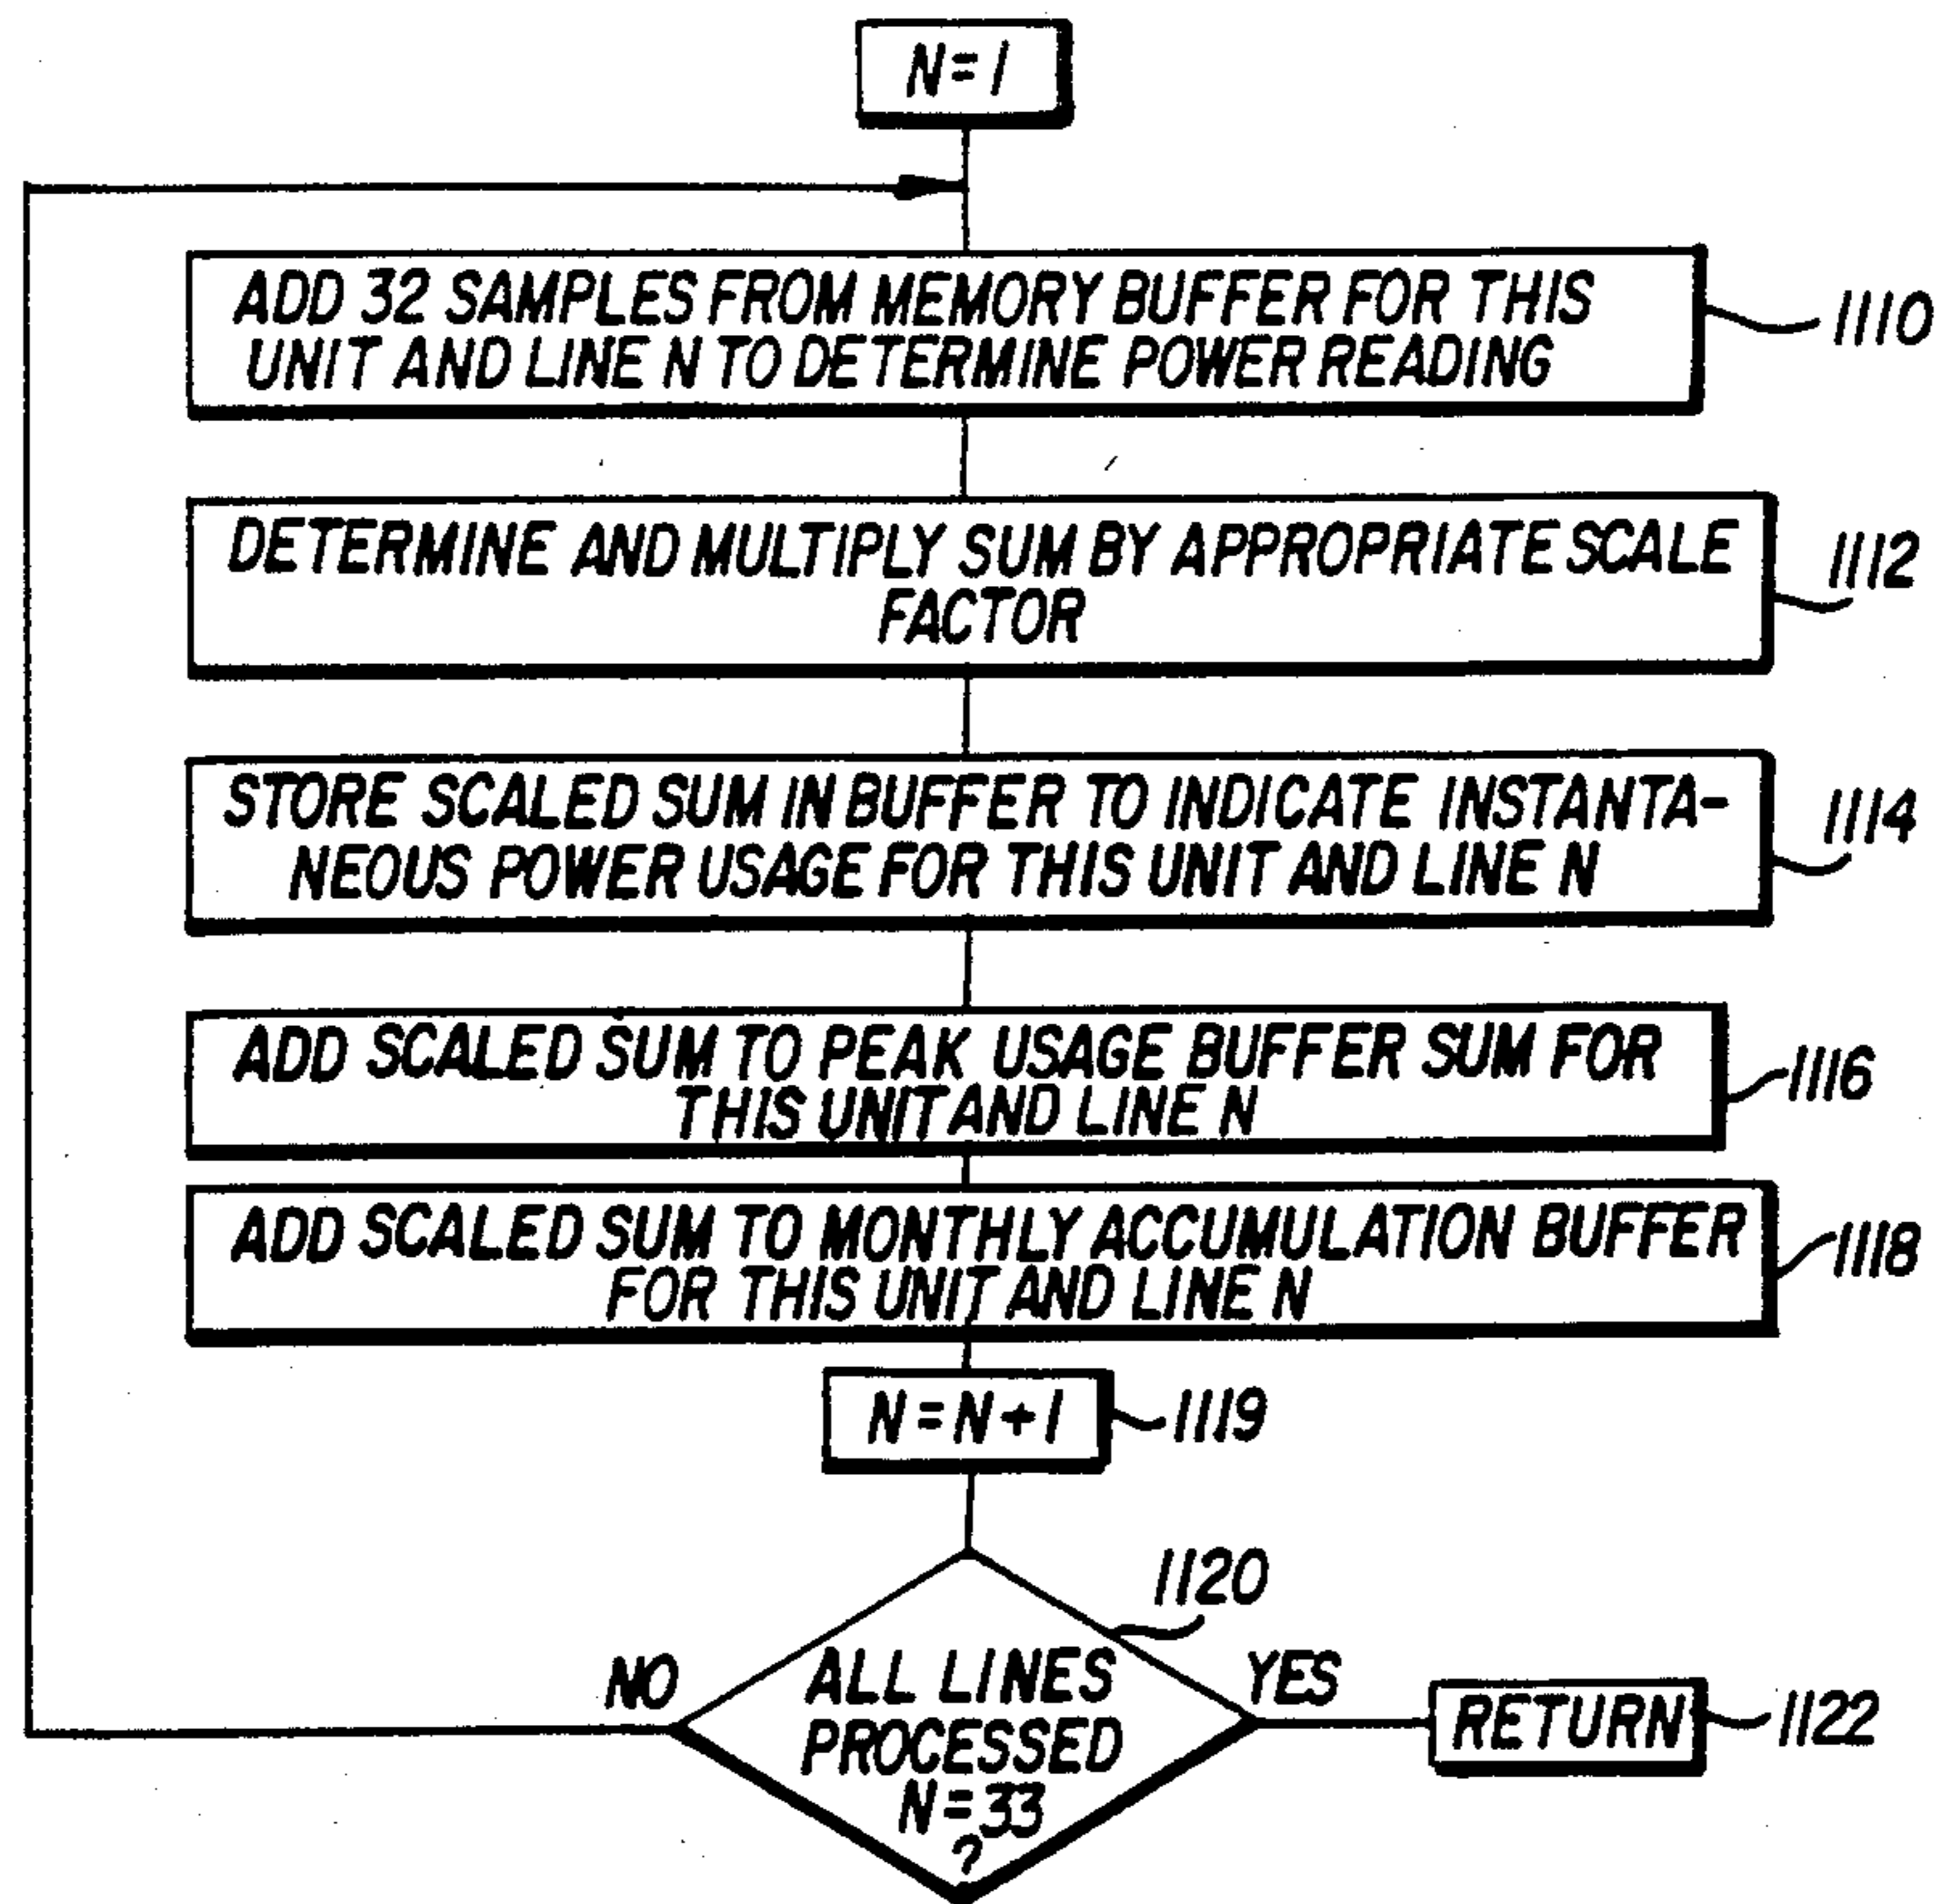 N=1
ADD 32 SAMPLES FROM MEMORY BUFFER FOR THIS
UNIT AND LINE N TO DETERMINE POWER READING
1110
DETERMINE AND MULTIPLY SUM BY APPROPRIATE SCALE
FACTOR
1112
STORE SCALED SUM IN BUFFER TO INDICATE INSTANTA-
NEOUS POWER USAGE FOR THIS UNIT AND LINE N
1114
ADD SCALED SUM TO PEAK USAGE BUFFER SUM FOR
THIS UNIT AND LINE N
1116
ADD SCALED SUM TO MONTHLY ACCUMULATION BUFFER
FOR THIS UNIT AND LINE N
1118
N=N+1
1119
1120
NO
ALL LINES
PROCESSED
N=33
?
YES
RETURN
1122